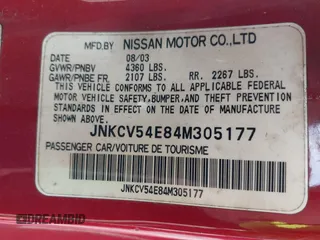 MFD BY NISSAN MOTOR CO.,LTD
DATE 08/03
GVWR/PNBV 4360 LBS.
GAWR/PNBE FR. 2107 LBS. RR. 2267 LBS.
THIS VEHICLE CONFORMS TO ALL APPLICABLE FEDERAL
MOTOR VEHICLE SAFETY,BUMPER,AND THEFT PREVENTION
STANDARDS IN EFFECT ON THE DATE OF MANUFACTURE
SHOWN ABOVE.
JNKCV54E84M305177
PASSENGER CAR/VOITURE DE TOURISME
JNKCV54E84M305177
DREAMBID